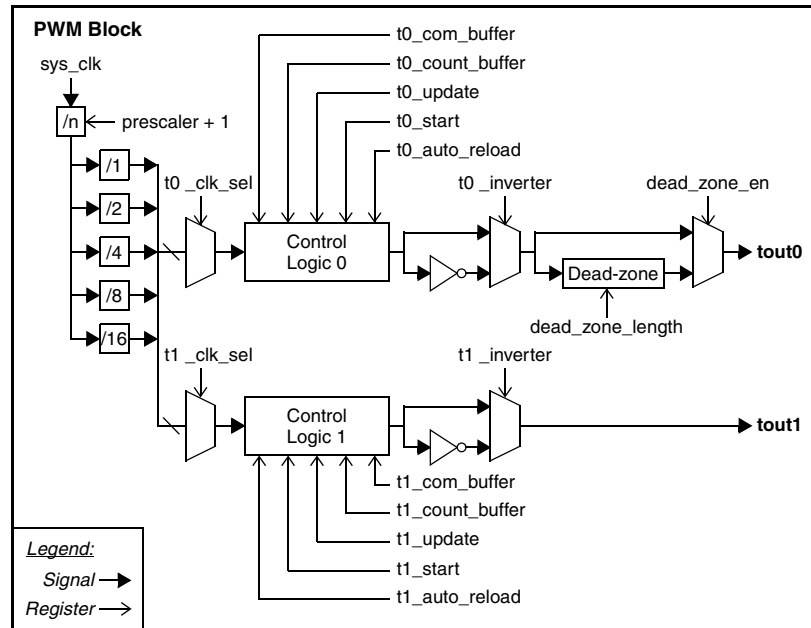 PWM Block
sys_clk
/n
prescaler + 1
/1
/2
/4
/8
/16
t0_com_buffer
t0_count_buffer
t0_update
t0_start
t0_auto_reload
t0 _clk_sel
Control
Logic 0
t0 _inverter
dead_zone_en
Dead-zone
dead_zone_length
tout0
t1 _clk_sel
Control
Logic 1
t1 _inverter
tout1
t1_com_buffer
t1_count_buffer
t1_update
t1_start
t1_auto_reload
Legend:
Signal
Register